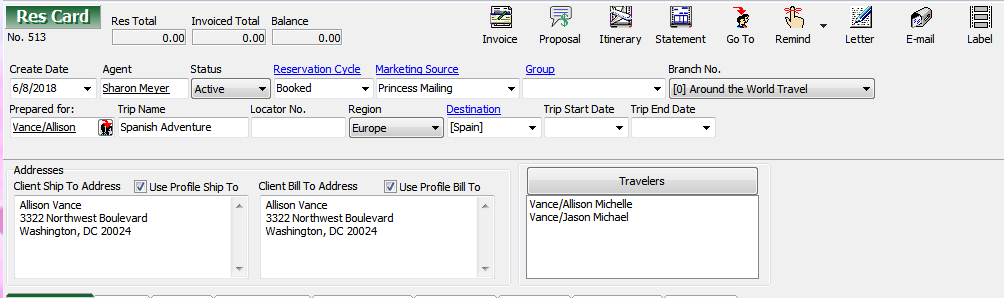 Res Card Res Total Invoiced Total Balance
No. 513 0.00 0.00 0.00
Invoice Proposal Itinerary Statement Go To Remind Letter E-mail Label
Create Date Agent Status Reservation Cycle Marketing Source Group Branch No.
6/8/2018 Sharon Meyer Active Booked Princess Mailing [0] Around the World Travel
Prepared for: Trip Name Locator No. Region Destination Trip Start Date Trip End Date
Vance/Allison Spanish Adventure Europe [Spain]
Addresses
Client Ship To Address Use Profile Ship To Client Bill To Address Use Profile Bill To
Allison Vance Allison Vance
3322 Northwest Boulevard 3322 Northwest Boulevard
Washington, DC 20024 Washington, DC 20024
Travelers
Vance/Allison Michelle
Vance/Jason Michael